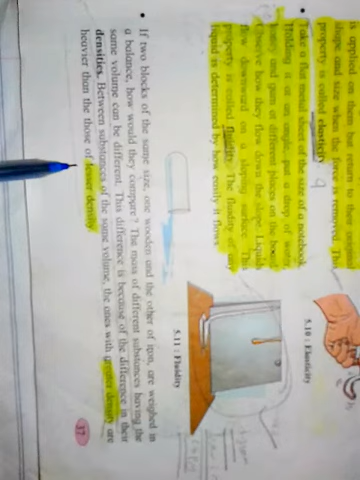 applied on them return to their original
shape and size when the force is removed. This
property is called elasticity.
• Take a flat metal sheet of the size of a notebook.
Holding it at an angle, put a drop of water,
honey and gum at different places on the board.
Observe how they flow down the slope. Liquids
flow downward on a sloping surface. This
property is called fluidity. The fluidity of any
liquid is determined by how easily it flows
5.10 : Elasticity
5.11 : Fluidity
• If two blocks of the same size, one wooden and the other of iron, are weighed in
a balance, how would they compare? The mass of different substances having the
same volume can be different. This difference is because of the difference in their
densities. Between substances of the same volume, the ones with greater density are
heavier than the those of lesser density.
37